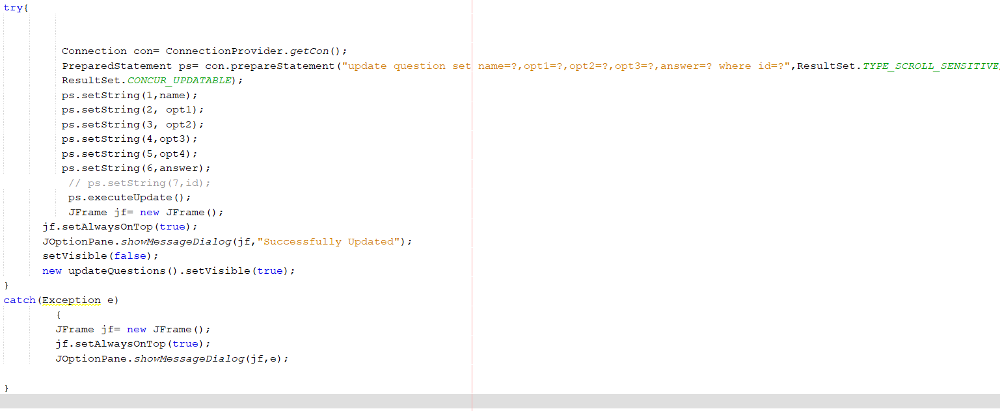 try{
Connection con= ConnectionProvider.getCon();
PreparedStatement ps= con.prepareStatement("update question set name=?,opt1=?,opt2=?,opt3=?,answer=? where id=?",ResultSet.TYPE_SCROLL_SENSITIVE,
ResultSet.CONCUR_UPDATABLE);
ps.setString(1,name);
ps.setString(2, opt1);
ps.setString(3, opt2);
ps.setString(4,opt3);
ps.setString(5,opt4);
ps.setString(6,answer);
// ps.setString(7,id);
ps.executeUpdate();
JFrame jf= new JFrame();
jf.setAlwaysOnTop(true);
JOptionPane.showMessageDialog(jf,"Successfully Updated");
setVisible(false);
new updateQuestions().setVisible(true);
}
catch(Exception e)
{
JFrame jf= new JFrame();
jf.setAlwaysOnTop(true);
JOptionPane.showMessageDialog(jf,e);
}